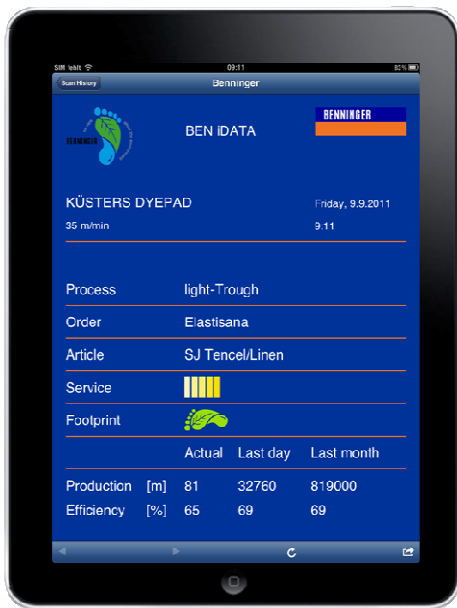 SIM fehlt 09:11 80%
Scan History Benninger
BENNINGER
BEN iDATA
BENNINGER
KÜSTERS DYEPAD Friday, 9.9.2011
35 m/min 9:11
Process light-Trough
Order Elastisana
Article SJ Tencel/Linen
Service
Footprint
Actual Last day Last month
Production [m] 81 32760 819000
Efficiency [%] 65 69 69